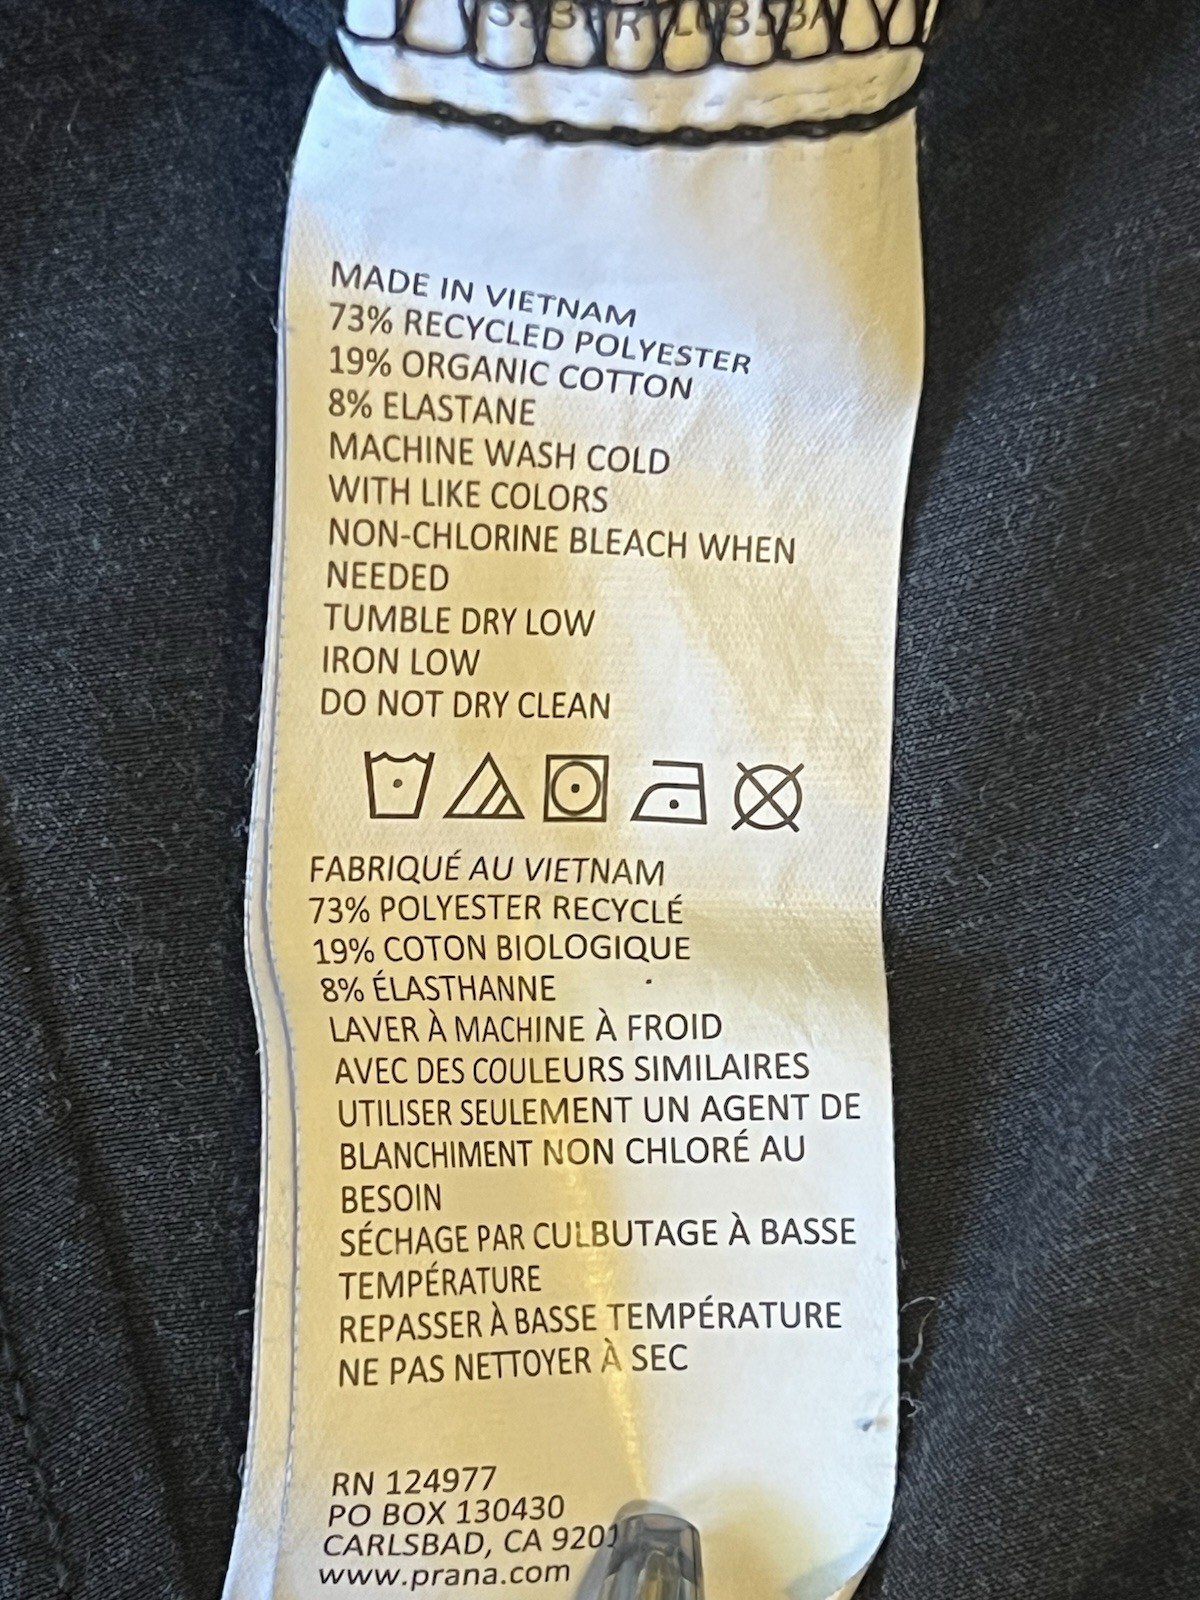 MADE IN VIETNAM
73% RECYCLED POLYESTER
19% ORGANIC COTTON
8% ELASTANE
MACHINE WASH COLD
WITH LIKE COLORS
NON-CHLORINE BLEACH WHEN
NEEDED
TUMBLE DRY LOW
IRON LOW
DO NOT DRY CLEAN
FABRIQUÉ AU VIETNAM
73% POLYESTER RECYCLÉ
19% COTON BIOLOGIQUE
8% ÉLASTHANNE
LAVER À MACHINE À FROID
AVEC DES COULEURS SIMILAIRES
UTILISER SEULEMENT UN AGENT DE
BLANCHIMENT NON CHLORÉ AU
BESOIN
SÉCHAGE PAR CULBUTAGE À BASSE
TEMPÉRATURE
REPASSER À BASSE TEMPÉRATURE
NE PAS NETTOYER À SEC
RN 124977
PO BOX 130430
CARLSBAD, CA
www.prana.com